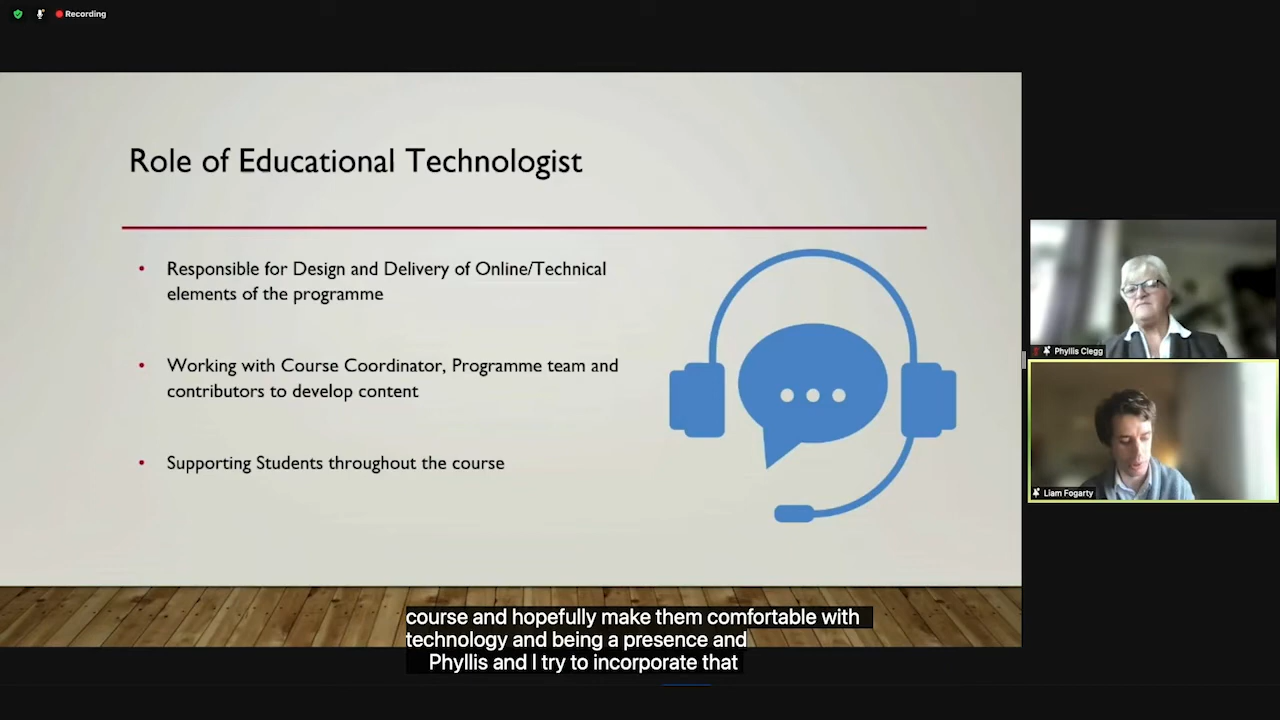 Recording
Role of Educational Technologist
• Responsible for Design and Delivery of Online/Technical
elements of the programme
• Working with Course Coordinator, Programme team and
contributors to develop content
• Supporting Students throughout the course
Phyllis Clegg
Liam Fogarty
course and hopefully make them comfortable with
technology and being a presence and
Phyllis and I try to incorporate that